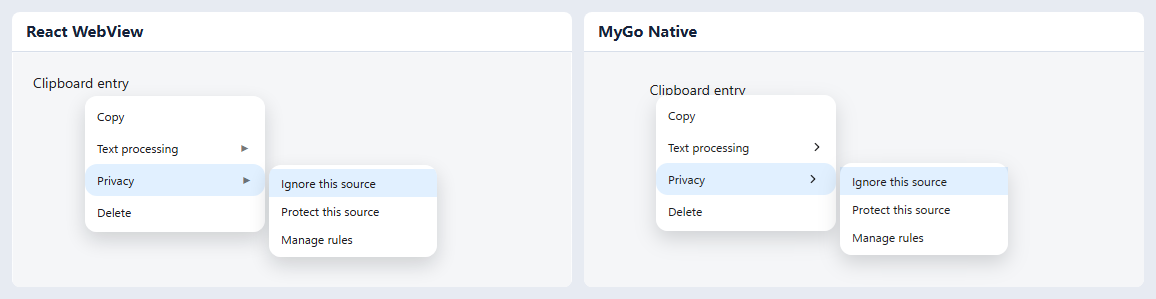 React WebView
Clipboard entry
Copy
Text processing
Privacy
Delete
Ignore this source
Protect this source
Manage rules
MyGo Native
Clipboard entry
Copy
Text processing
Privacy
Delete
Ignore this source
Protect this source
Manage rules